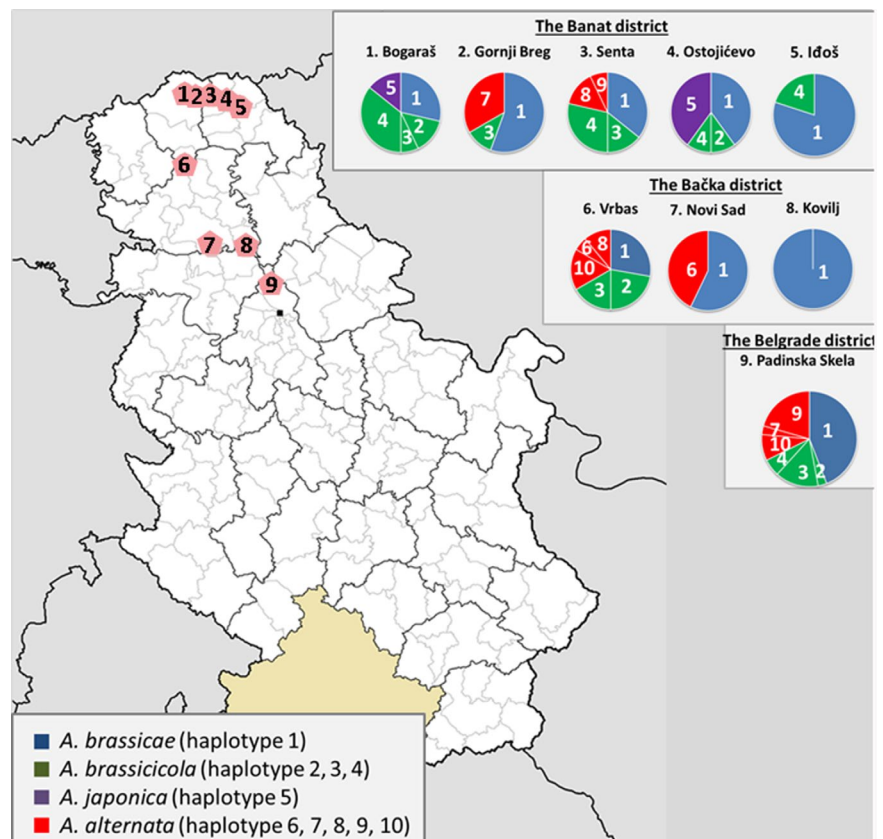 The Banat district
1. Bogaraš 2. Gornji Breg 3. Senta 4. Ostojićevo 5. Iđoš
5 1 4 3 2
7 1 3
9 8 1 4 3
5 1 4 2
4 1
The Bačka district
6. Vrbas 7. Novi Sad 8. Kovilj
8 6 1 10 3 2
6 1
1
The Belgrade district
9. Padinska Skela
9 1 7 10 4 3 2
1 2 3 4 5
6
7 8
9
A. brassicae (haplotype 1)
A. brassicicola (haplotype 2, 3, 4)
A. japonica (haplotype 5)
A. alternata (haplotype 6, 7, 8, 9, 10)